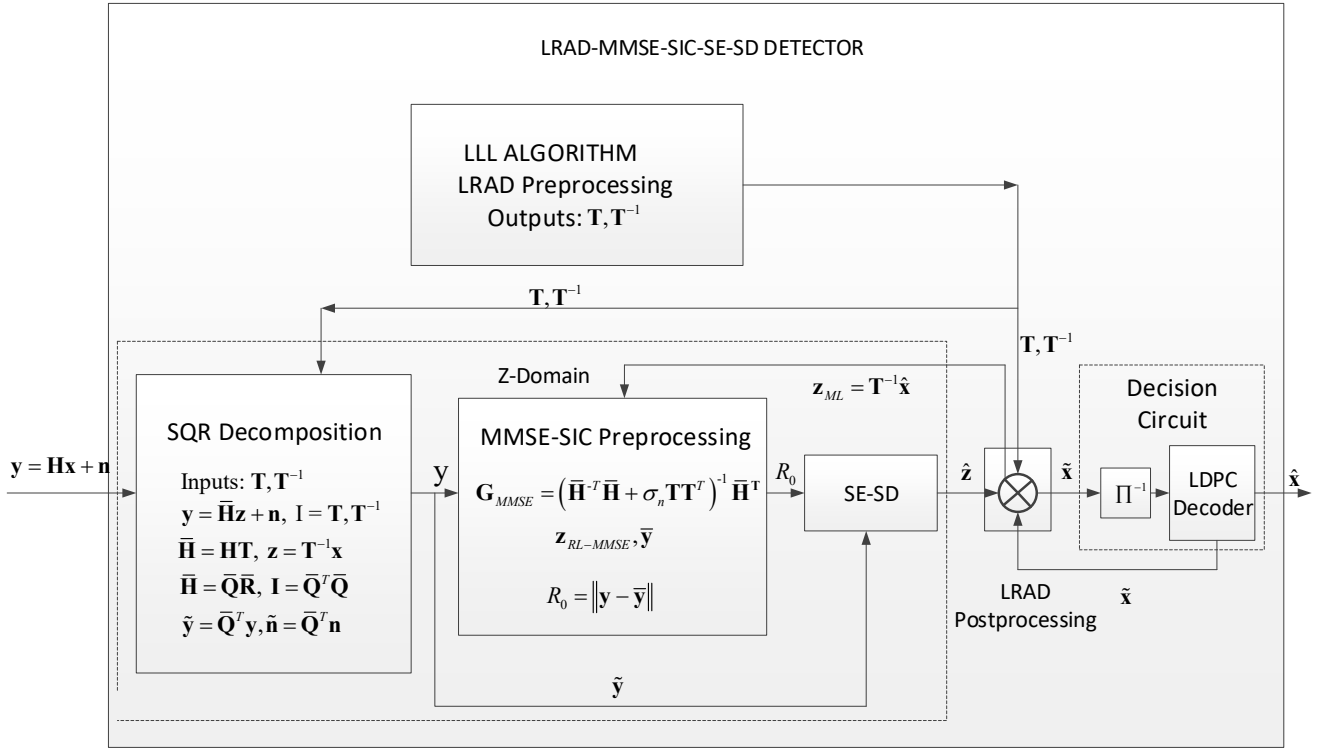 LRAD-MMSE-SIC-SE-SD DETECTOR
LLL ALGORITHM
LRAD Preprocessing
Outputs: T, T⁻¹
T, T⁻¹
T, T⁻¹
Z-Domain
z_ML = T⁻¹x̂
Decision
Circuit
y = Hx + n
SQR Decomposition
Inputs: T, T⁻¹
y = H̄z + n, I = T, T⁻¹
H̄ = HT, z = T⁻¹x
H̄ = Q̄R̄, I = Q̄ᵀQ̄
ỹ = Q̄ᵀy, ñ = Q̄ᵀn
y
MMSE-SIC Preprocessing
G_MMSE = (H̄⁻ᵀH̄ + σₙTTᵀ)⁻¹ H̄ᵀ
z_RL−MMSE, ȳ
R₀ = ‖y − ȳ‖
R₀
SE-SD
ẑ
x̃
∏⁻¹
LDPC
Decoder
x̂
LRAD
Postprocessing
x̃
ỹ